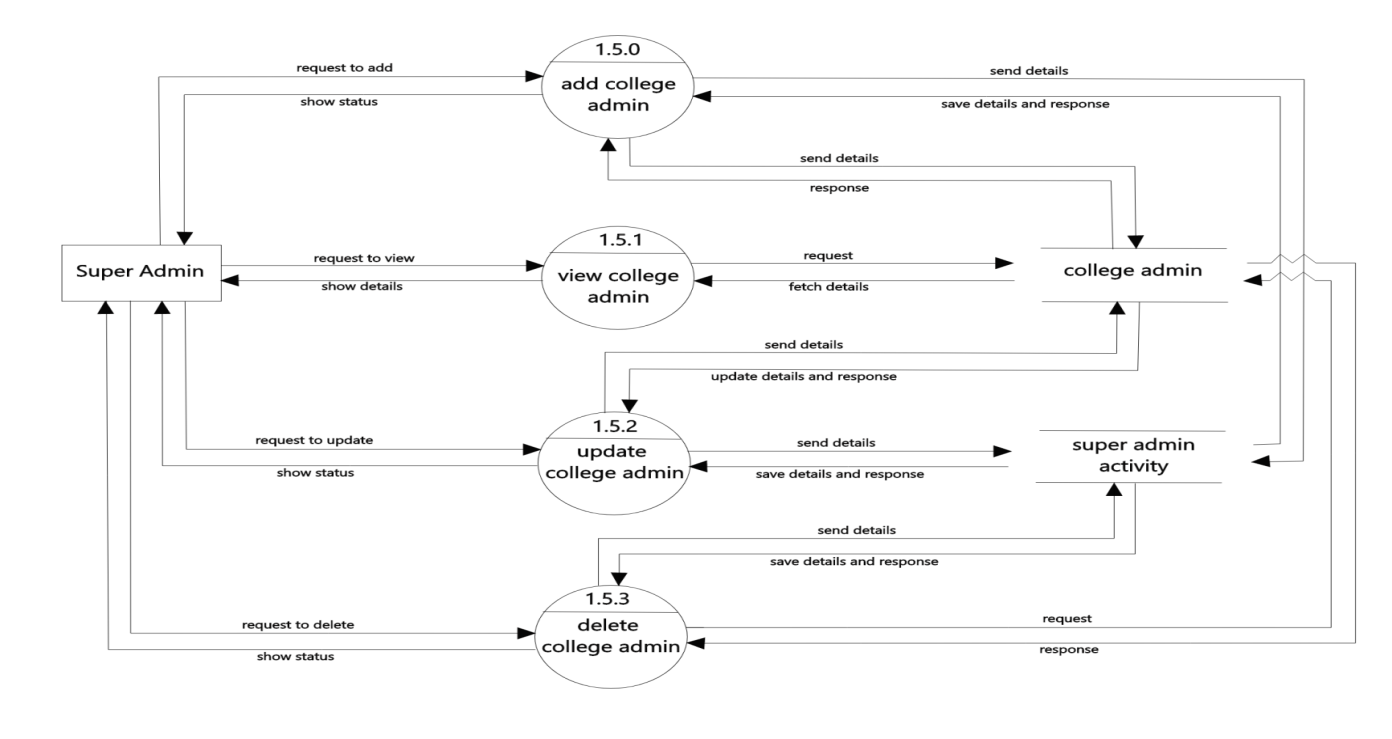 1.5.0
add college
admin
request to add
show status
send details
save details and response
send details
response
Super Admin
request to view
show details
1.5.1
view college
admin
request
fetch details
college admin
send details
update details and response
request to update
show status
1.5.2
update
college admin
send details
save details and response
super admin
activity
send details
save details and response
request to delete
show status
1.5.3
delete
college admin
request
response